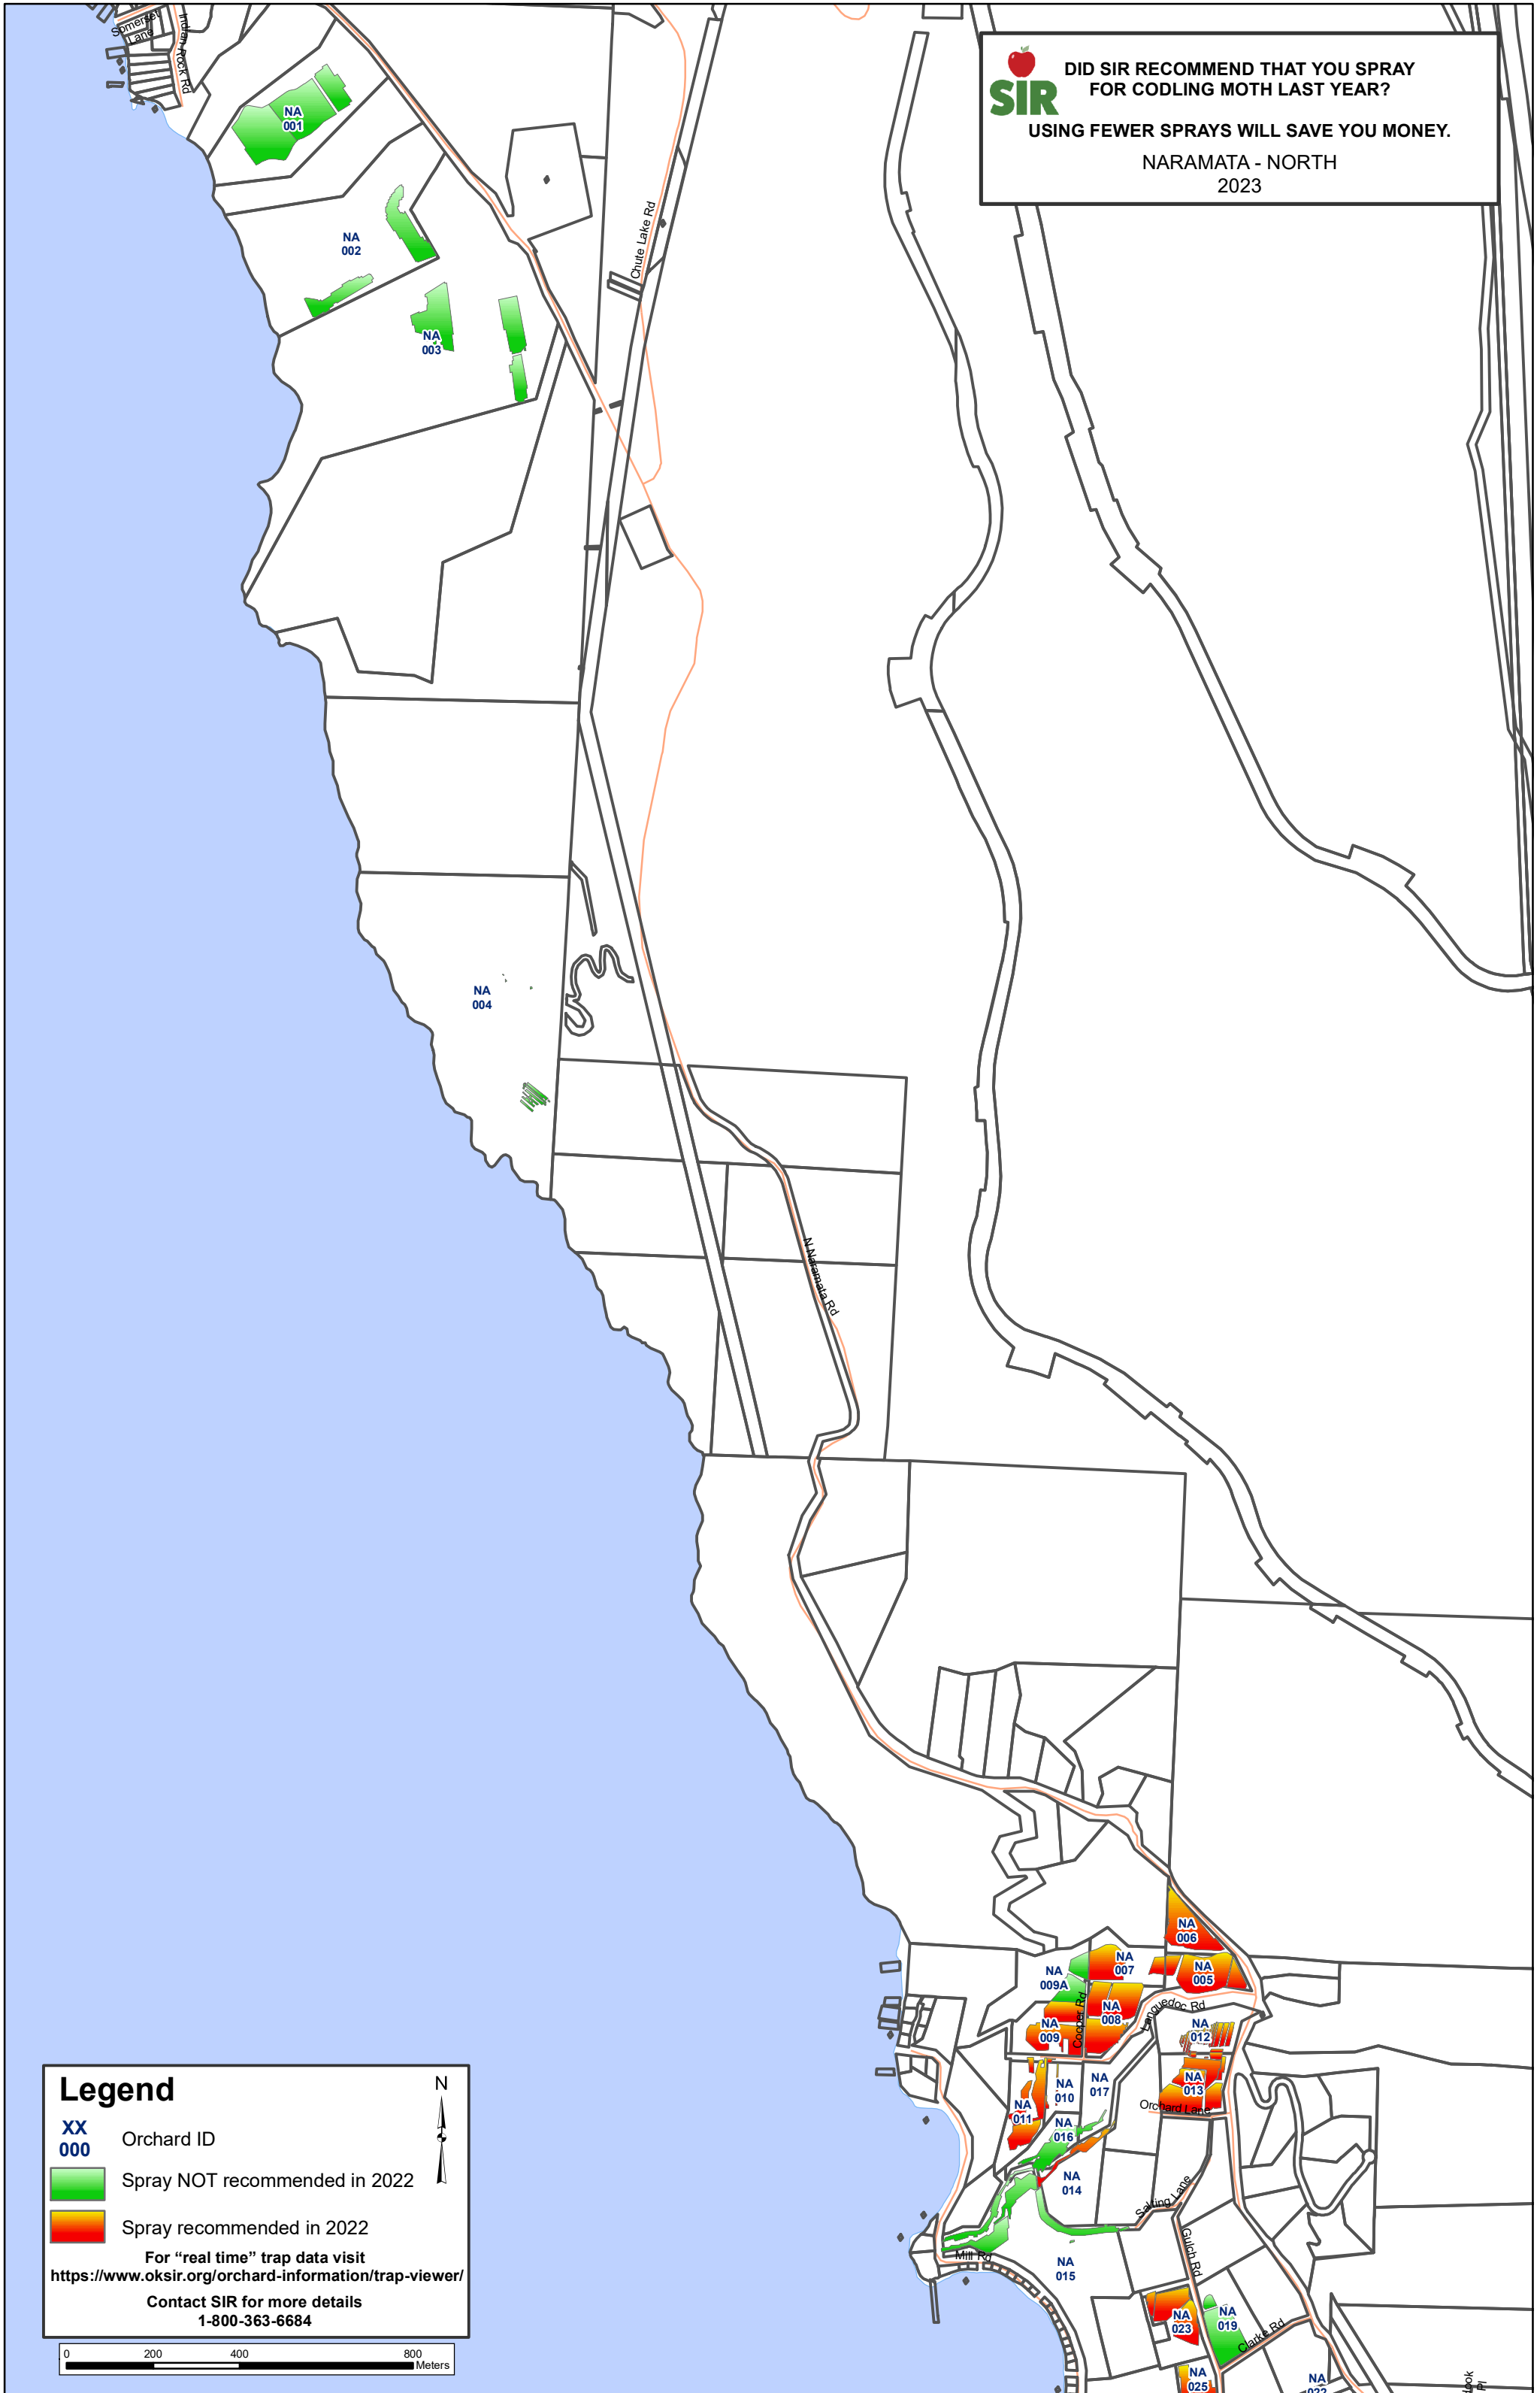 Somerset
Lane
Indian Rock Rd
SIR
DID SIR RECOMMEND THAT YOU SPRAY
FOR CODLING MOTH LAST YEAR?
USING FEWER SPRAYS WILL SAVE YOU MONEY.
NARAMATA - NORTH
2023
NA
001
Chute Lake Rd
NA
002
NA
003
NA
004
N Naramata Rd
NA
006
NA
007
NA
005
NA
009A
Cooper Rd
NA
008
Languedoc Rd
NA
009
NA
012
NA
010
NA
017
NA
013
NA
011
Orchard Lane
NA
016
NA
014
Salting Lane
Gulch Rd
Mill Rd
NA
015
NA
023
NA
019
Clarke Rd
NA
025
NA
022
Pl
Legend
N
XX
000
Orchard ID
Spray NOT recommended in 2022
Spray recommended in 2022
For “real time” trap data visit
https://www.oksir.org/orchard-information/trap-viewer/
Contact SIR for more details
1-800-363-6684
0 200 400 800
Meters